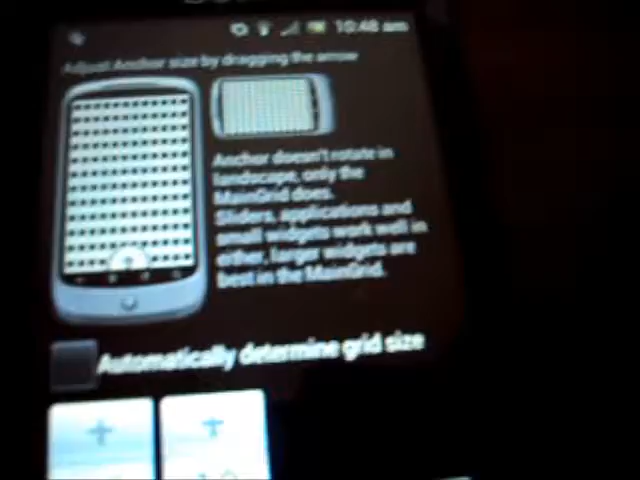 10:48 am
Adjust Anchor size by dragging the arrow
Anchor doesn't rotate in
landscape, only the
MainGrid does.
Sliders, applications and
small widgets work well in
either, larger widgets are
best in the MainGrid.
Automatically determine grid size
+ +